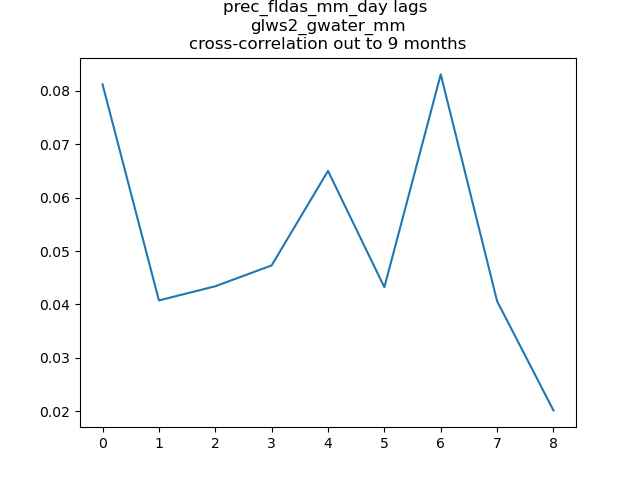 prec_fldas_mm_day lags
glws2_gwater_mm
cross-correlation out to 9 months
0.08
0.07
0.06
0.05
0.04
0.03
0.02
0 1 2 3 4 5 6 7 8